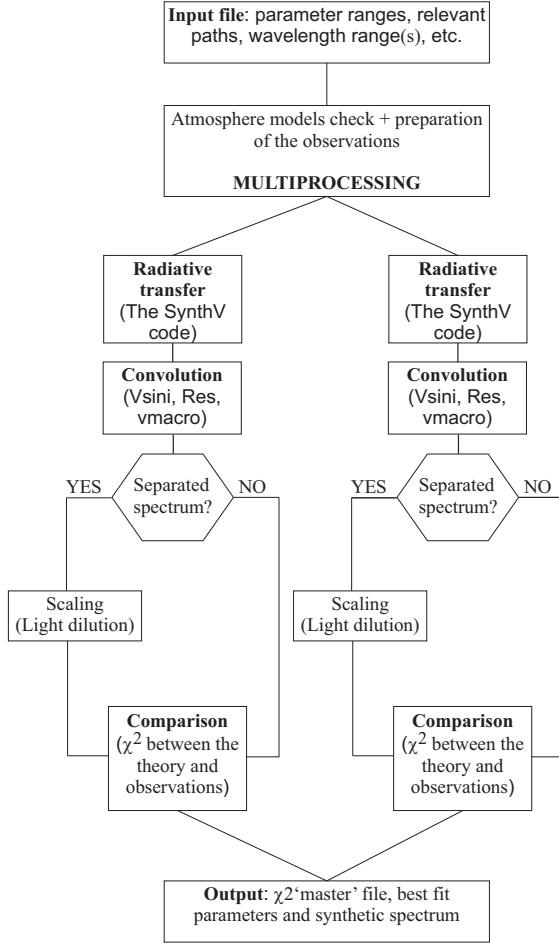 Input file: parameter ranges, relevant
paths, wavelength range(s), etc.
Atmosphere models check + preparation
of the observations
MULTIPROCESSING
Radiative
transfer
(The SynthV
code)
Convolution
(Vsini, Res,
vmacro)
YES
Separated
spectrum?
NO
Scaling
(Light dilution)
Comparison
(χ2 between the
theory and
observations)
Radiative
transfer
(The SynthV
code)
Convolution
(Vsini, Res,
vmacro)
YES
Separated
spectrum?
NO
Scaling
(Light dilution)
Comparison
(χ2 between the
theory and
observations)
Output: χ2‘master’ file, best fit
parameters and synthetic spectrum